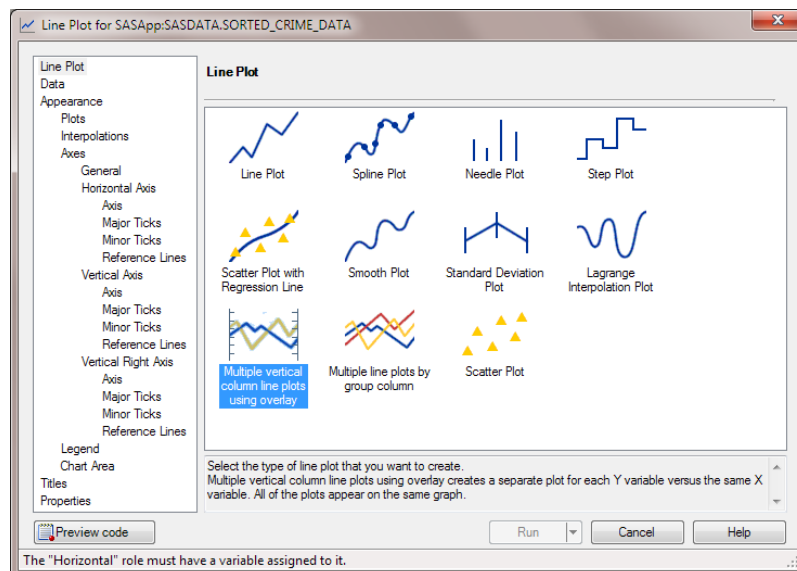 Line Plot for SASApp:SASDATA.SORTED_CRIME_DATA
Line Plot
Data
Appearance
Plots
Interpolations
Axes
General
Horizontal Axis
Axis
Major Ticks
Minor Ticks
Reference Lines
Vertical Axis
Axis
Major Ticks
Minor Ticks
Reference Lines
Vertical Right Axis
Axis
Major Ticks
Minor Ticks
Reference Lines
Legend
Chart Area
Titles
Properties
Line Plot
Line Plot
Spline Plot
Needle Plot
Step Plot
Scatter Plot with
Regression Line
Smooth Plot
Standard Deviation
Plot
Lagrange
Interpolation Plot
Multiple vertical
column line plots
using overlay
Multiple line plots by
group column
Scatter Plot
Select the type of line plot that you want to create.
Multiple vertical column line plots using overlay creates a separate plot for each Y variable versus the same X
variable. All of the plots appear on the same graph.
Preview code
Run
Cancel
Help
The "Horizontal" role must have a variable assigned to it.